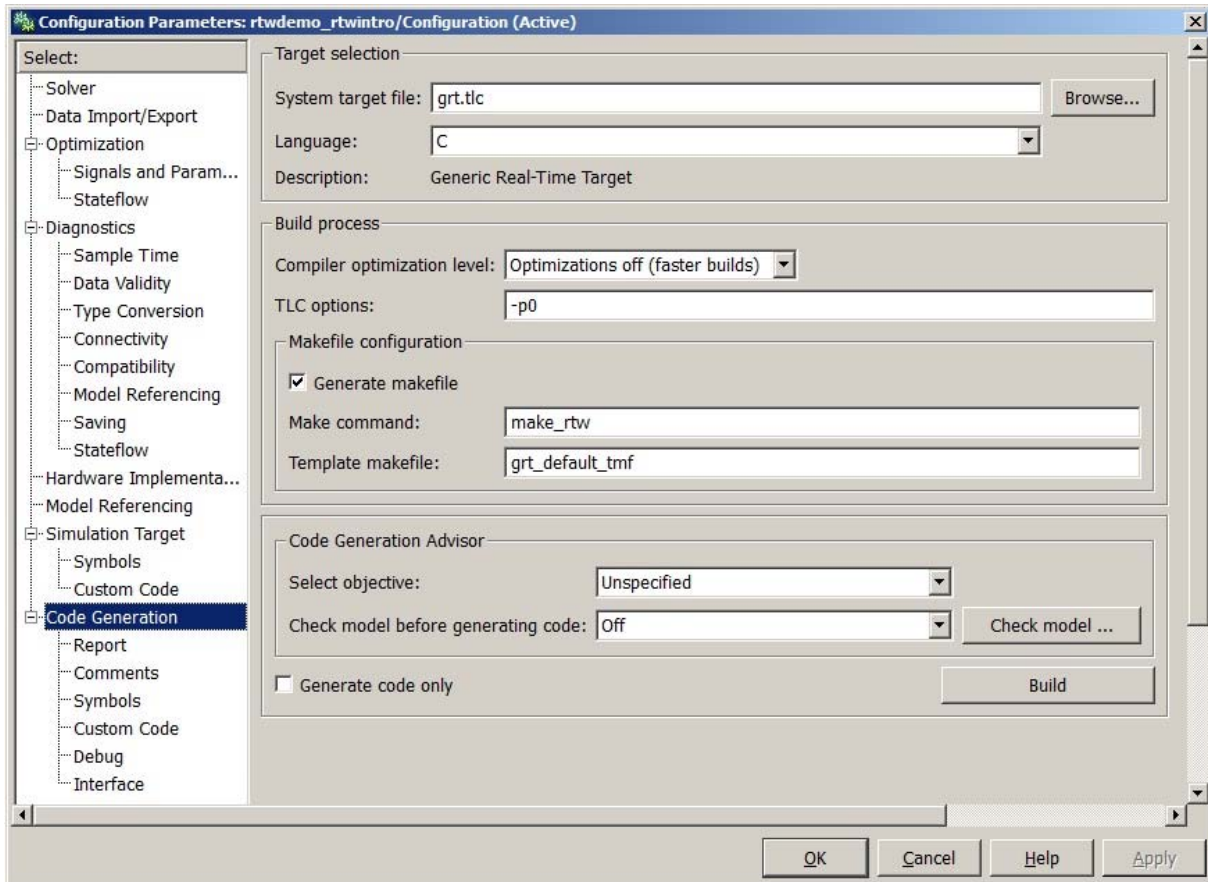 Configuration Parameters: rtwdemo_rtwintro/Configuration (Active)
Select:
Solver
Data Import/Export
Optimization
Signals and Param...
Stateflow
Diagnostics
Sample Time
Data Validity
Type Conversion
Connectivity
Compatibility
Model Referencing
Saving
Stateflow
Hardware Implementa...
Model Referencing
Simulation Target
Symbols
Custom Code
Code Generation
Report
Comments
Symbols
Custom Code
Debug
Interface
Target selection
System target file: grt.tlc Browse...
Language: C
Description: Generic Real-Time Target
Build process
Compiler optimization level: Optimizations off (faster builds)
TLC options: -p0
Makefile configuration
Generate makefile
Make command: make_rtw
Template makefile: grt_default_tmf
Code Generation Advisor
Select objective: Unspecified
Check model before generating code: Off Check model ...
Generate code only Build
OK Cancel Help Apply